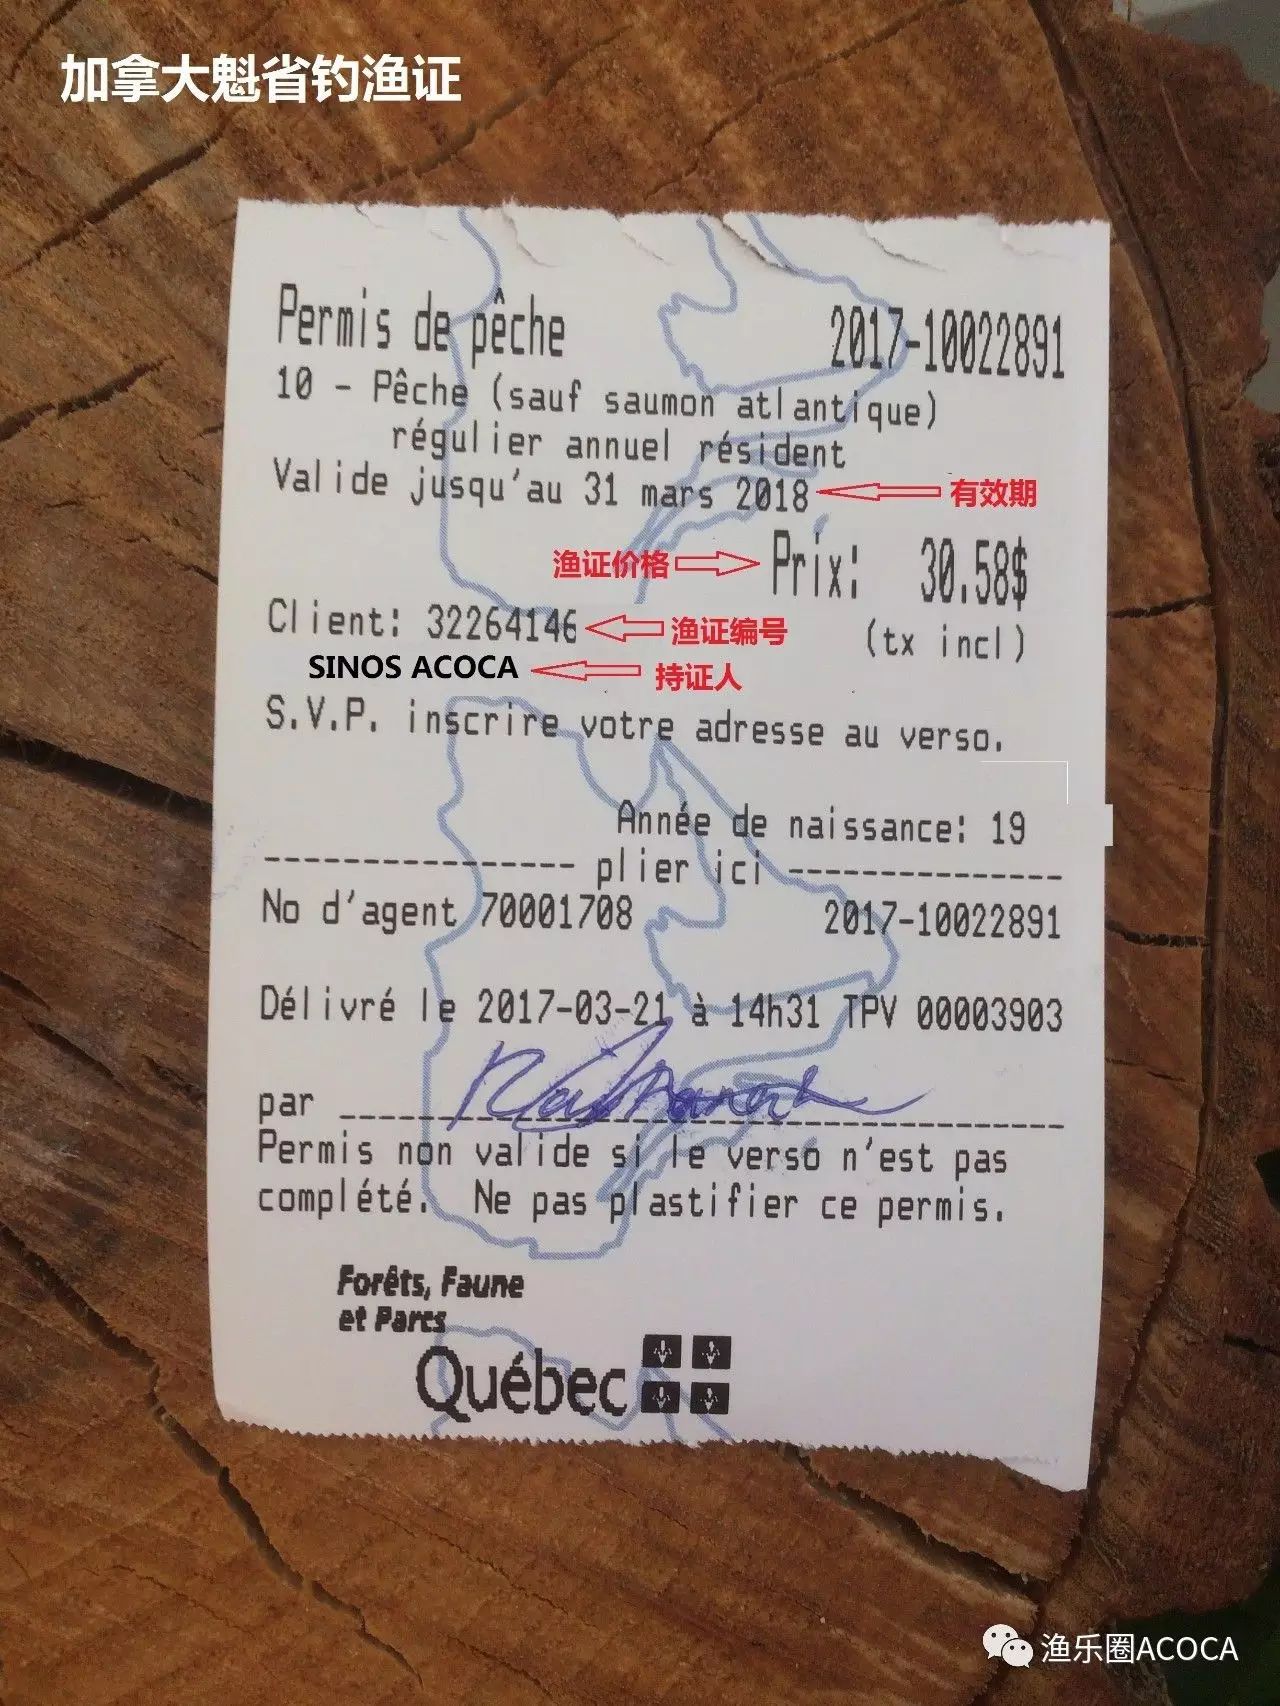 加拿大魁省钓渔证
Permis de pêche 2017-10022891
10 - Pêche (sauf saumon atlantique)
régulier annuel résident
Valide jusqu'au 31 mars 2018 有效期
渔证价格 Prix: 30.58$
Client: 32264146 渔证编号 (tx incl)
SINOS ACOCA 持证人
S.V.P. inscrire votre adresse au verso.
Année de naissance: 19
---------------- plier ici --------------
No d'agent 70001708 2017-10022891
Délivré le 2017-03-21 à 14h31 TPV 00003903
par
Permis non valide si le verso n'est pas
complété. Ne pas plastifier ce permis.
Forêts, Faune
et Parcs
Québec
渔乐圈ACOCA